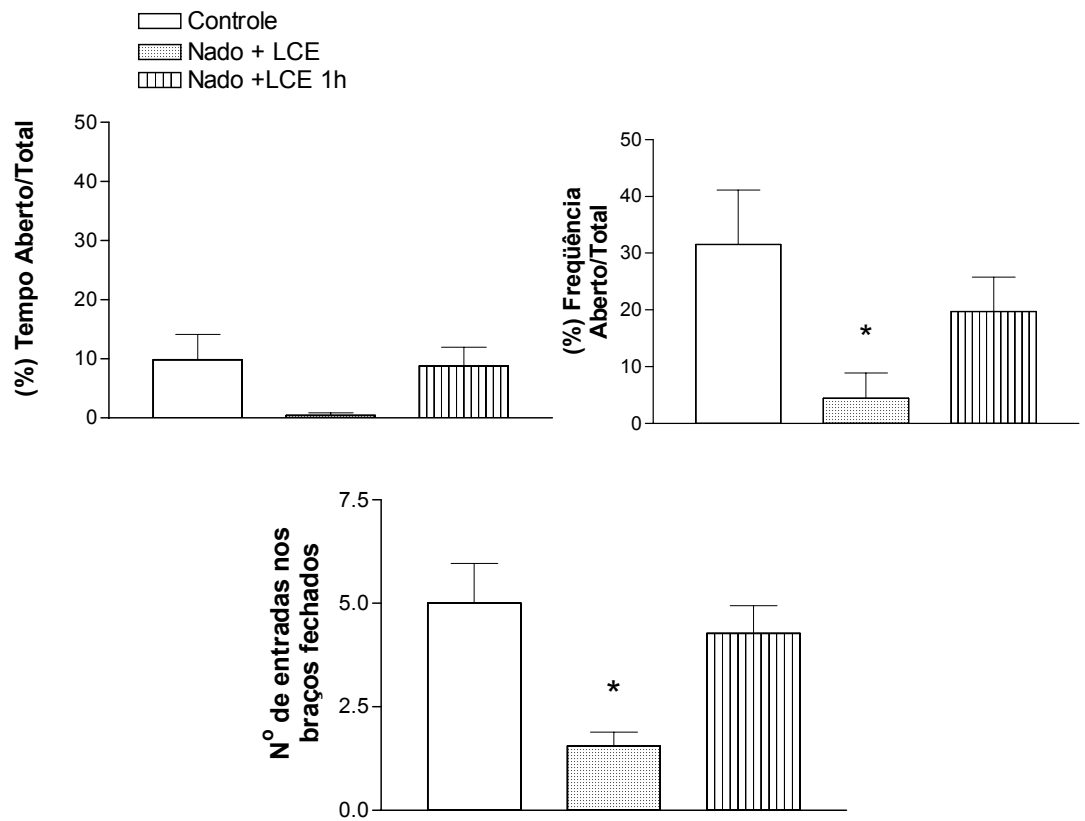 Controle
Nado + LCE
Nado +LCE 1h
(%) Tempo Aberto/Total
50
40
30
20
10
0
(%) Freqüência
Aberto/Total
50
40
30
20
10
0
*
Nº de entradas nos
braços fechados
7.5
5.0
2.5
0.0
*